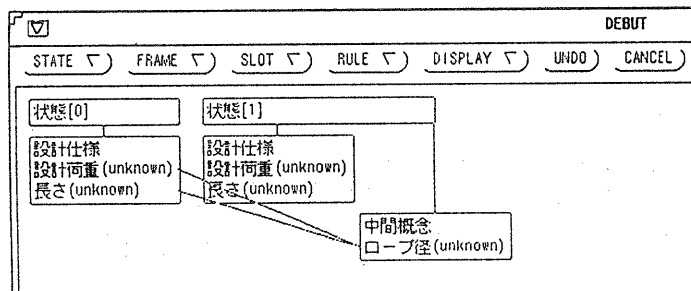 DEBUT
STATE ▽ FRAME ▽ SLOT ▽ RULE ▽ DISPLAY ▽ UNDO CANCEL
状態[0] 状態[1]
設計仕様 設計仕様
設計荷重(unknown) 設計荷重(unknown)
長さ(unknown) 長さ(unknown)
中間概念
ロープ径(unknown)